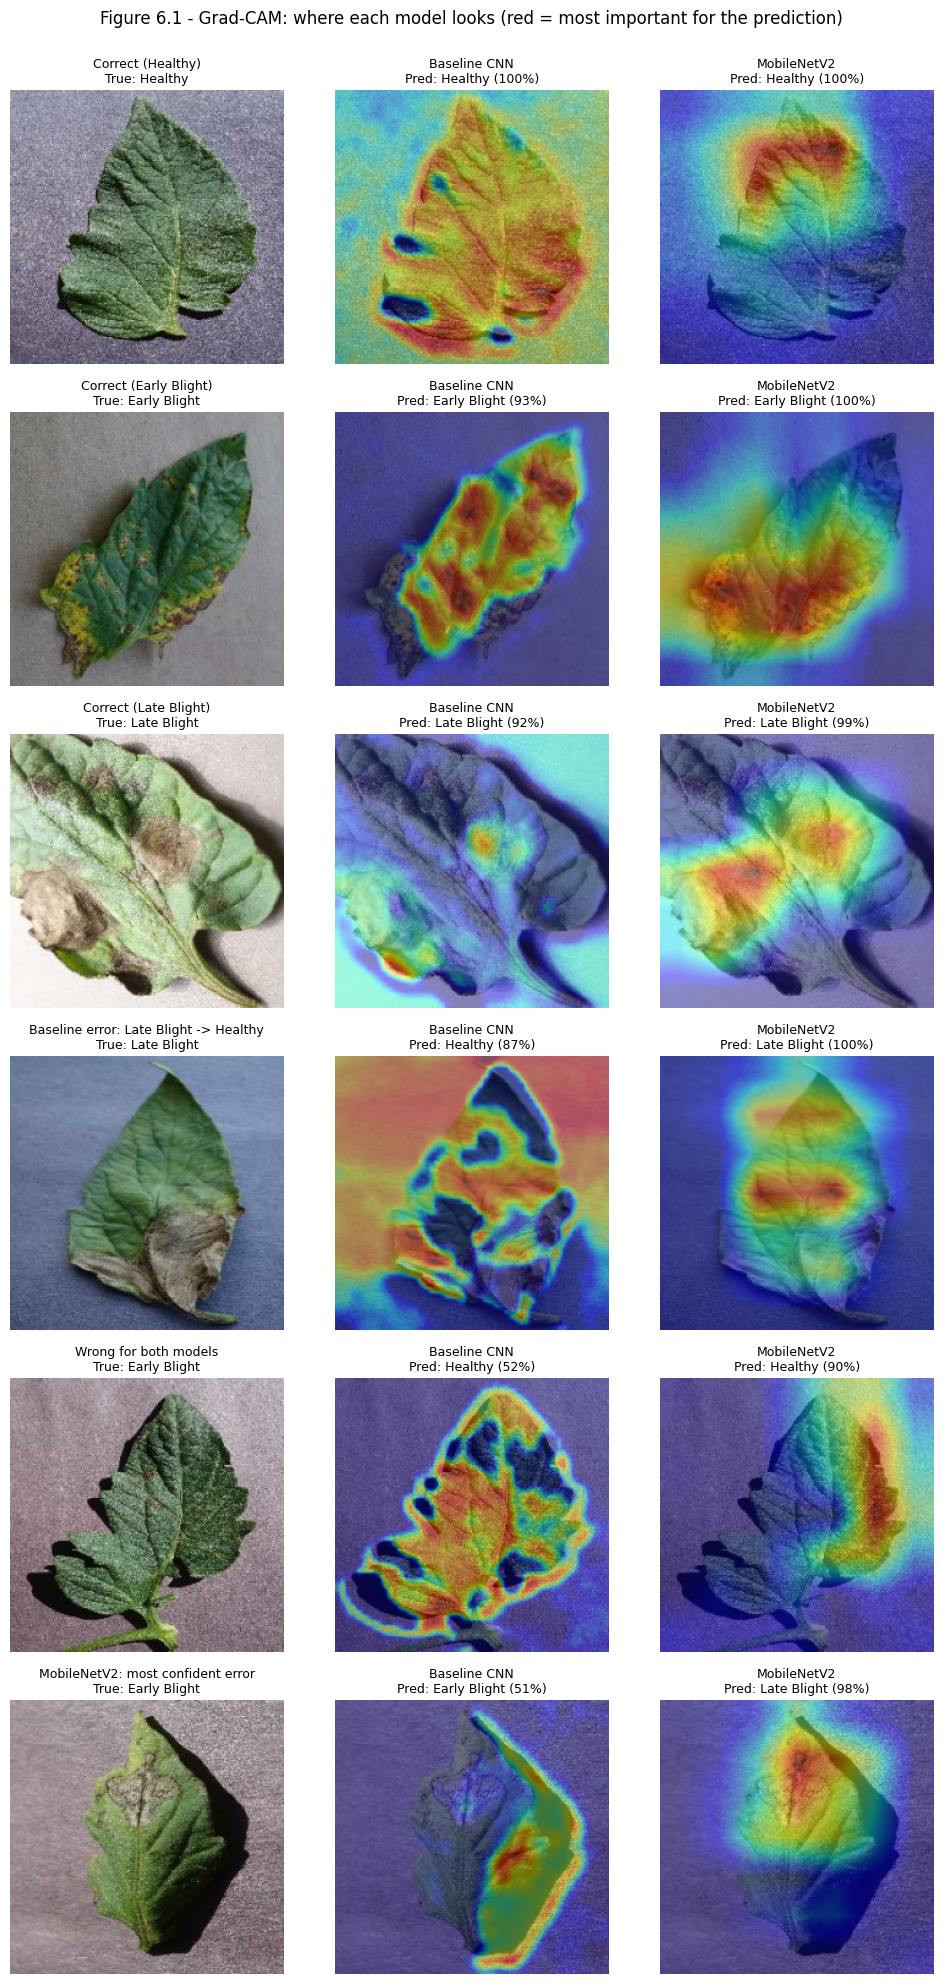 Figure 6.1 - Grad-CAM: where each model looks (red = most important for the prediction)
Correct (Healthy)
True: Healthy
Baseline CNN
Pred: Healthy (100%)
MobileNetV2
Pred: Healthy (100%)
Correct (Early Blight)
True: Early Blight
Baseline CNN
Pred: Early Blight (93%)
MobileNetV2
Pred: Early Blight (100%)
Correct (Late Blight)
True: Late Blight
Baseline CNN
Pred: Late Blight (92%)
MobileNetV2
Pred: Late Blight (99%)
Baseline error: Late Blight -> Healthy
True: Late Blight
Baseline CNN
Pred: Healthy (87%)
MobileNetV2
Pred: Late Blight (100%)
Wrong for both models
True: Early Blight
Baseline CNN
Pred: Healthy (52%)
MobileNetV2
Pred: Healthy (90%)
MobileNetV2: most confident error
True: Early Blight
Baseline CNN
Pred: Early Blight (51%)
MobileNetV2
Pred: Late Blight (98%)